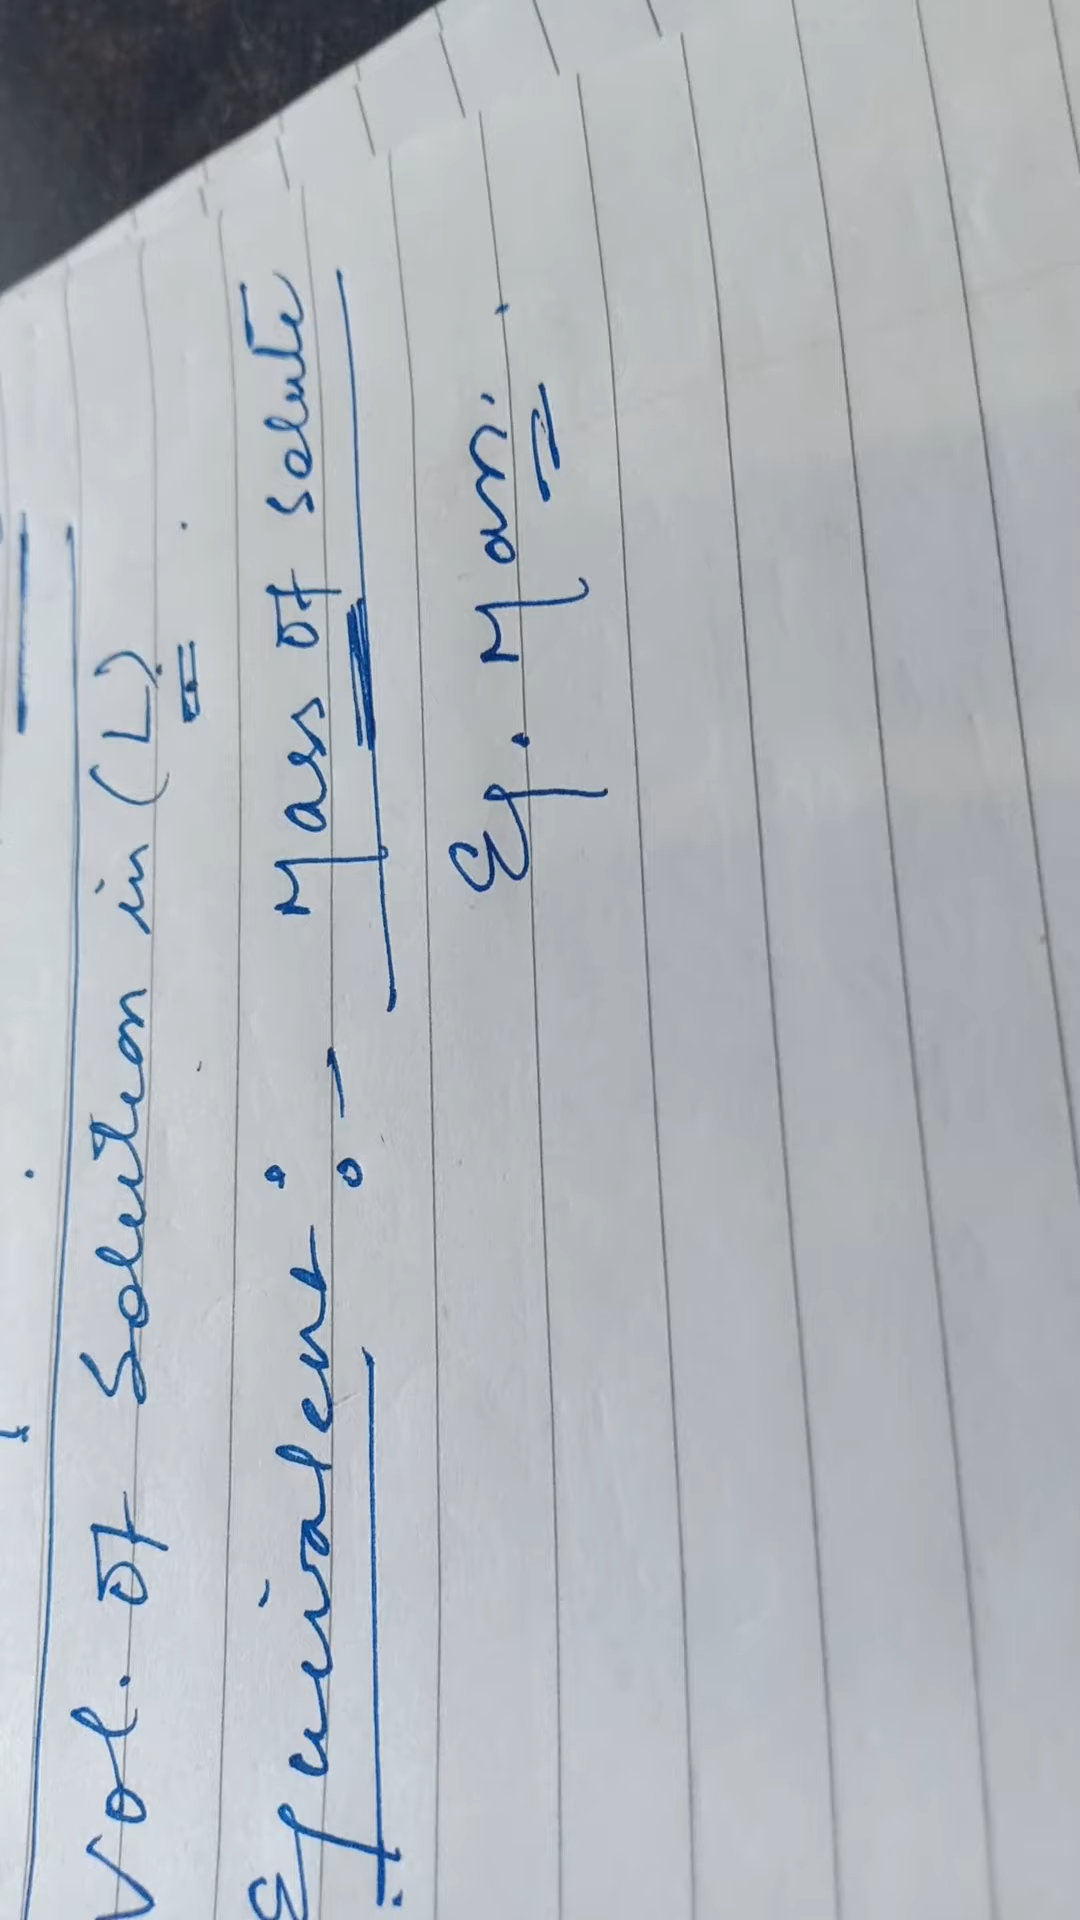 Vol. of Solution in (L)
Equivalent :- Mass of solute
Eq. Mass.